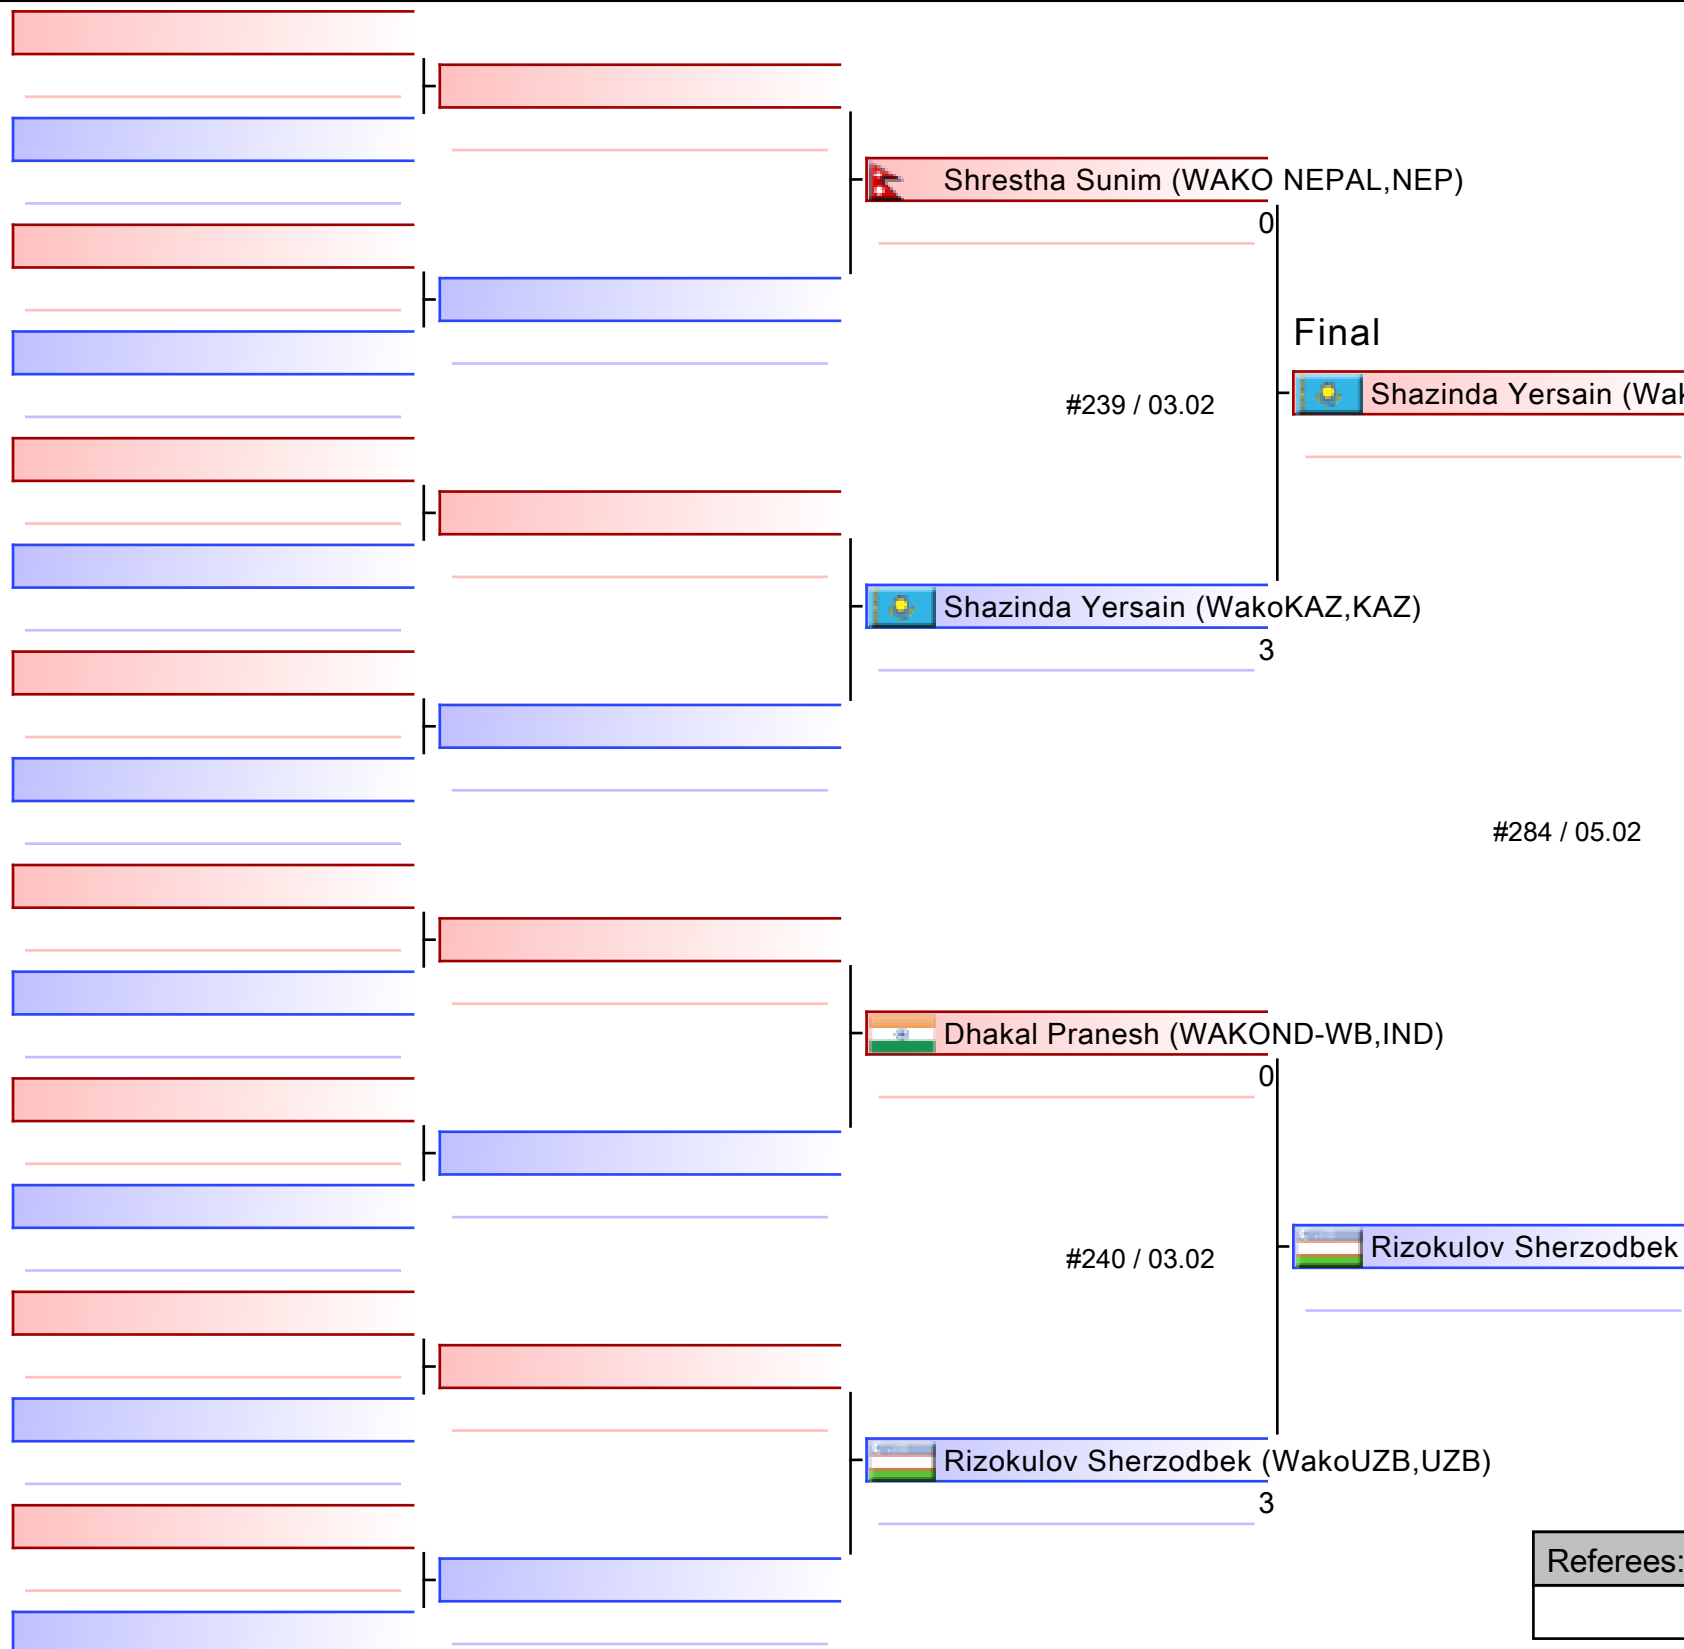 Shrestha Sunim (WAKO NEPAL,NEP)
0
Final
#239 / 03.02
Shazinda Yersain (Wak
Shazinda Yersain (WakoKAZ,KAZ)
3
#284 / 05.02
Dhakal Pranesh (WAKOND-WB,IND)
0
#240 / 03.02
Rizokulov Sherzodbek
Rizokulov Sherzodbek (WakoUZB,UZB)
3
Referees: